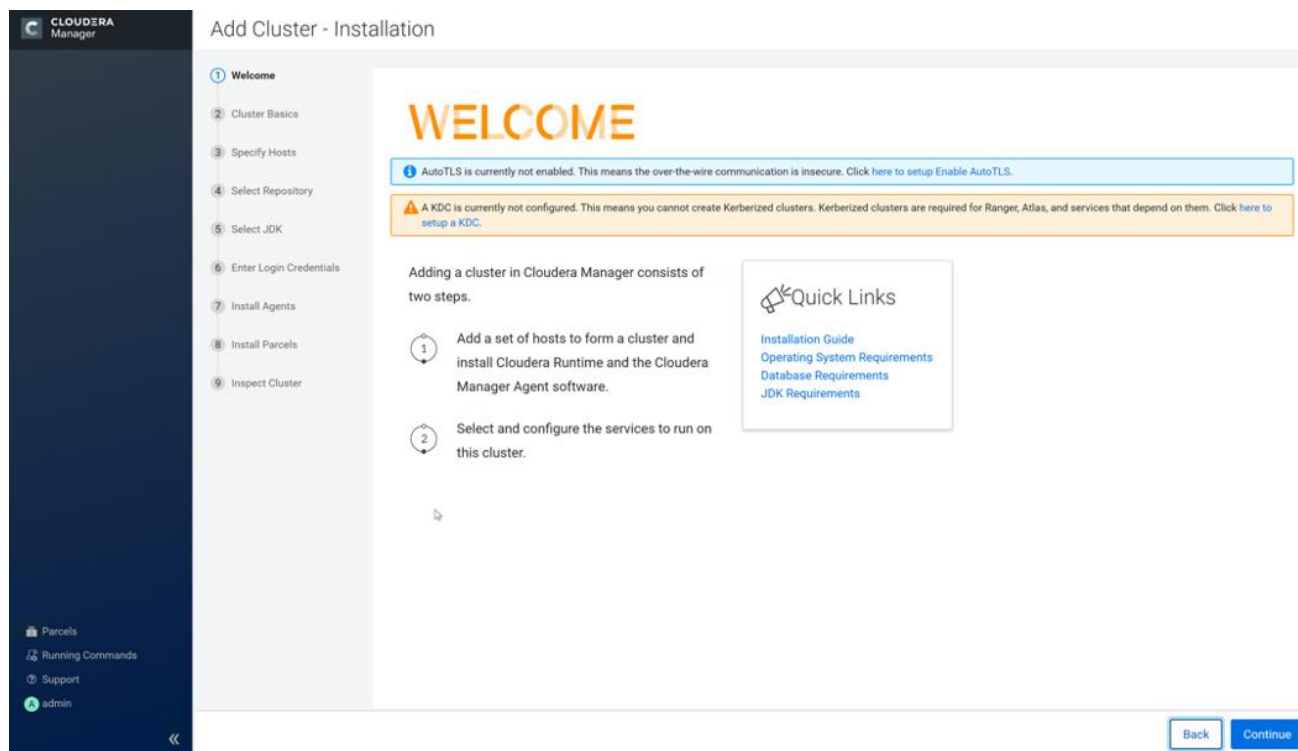 CLOUDERA
Manager
Add Cluster - Installation
1 Welcome
2 Cluster Basics
3 Specify Hosts
4 Select Repository
5 Select JDK
6 Enter Login Credentials
7 Install Agents
8 Install Parcels
9 Inspect Cluster
WELCOME
AutoTLS is currently not enabled. This means the over-the-wire communication is insecure. Click here to setup Enable AutoTLS.
A KDC is currently not configured. This means you cannot create Kerberized clusters. Kerberized clusters are required for Ranger, Atlas, and services that depend on them. Click here to
setup a KDC.
Adding a cluster in Cloudera Manager consists of
two steps.
1 Add a set of hosts to form a cluster and
install Cloudera Runtime and the Cloudera
Manager Agent software.
2 Select and configure the services to run on
this cluster.
Quick Links
Installation Guide
Operating System Requirements
Database Requirements
JDK Requirements
Parcels
Running Commands
Support
A admin
Back
Continue